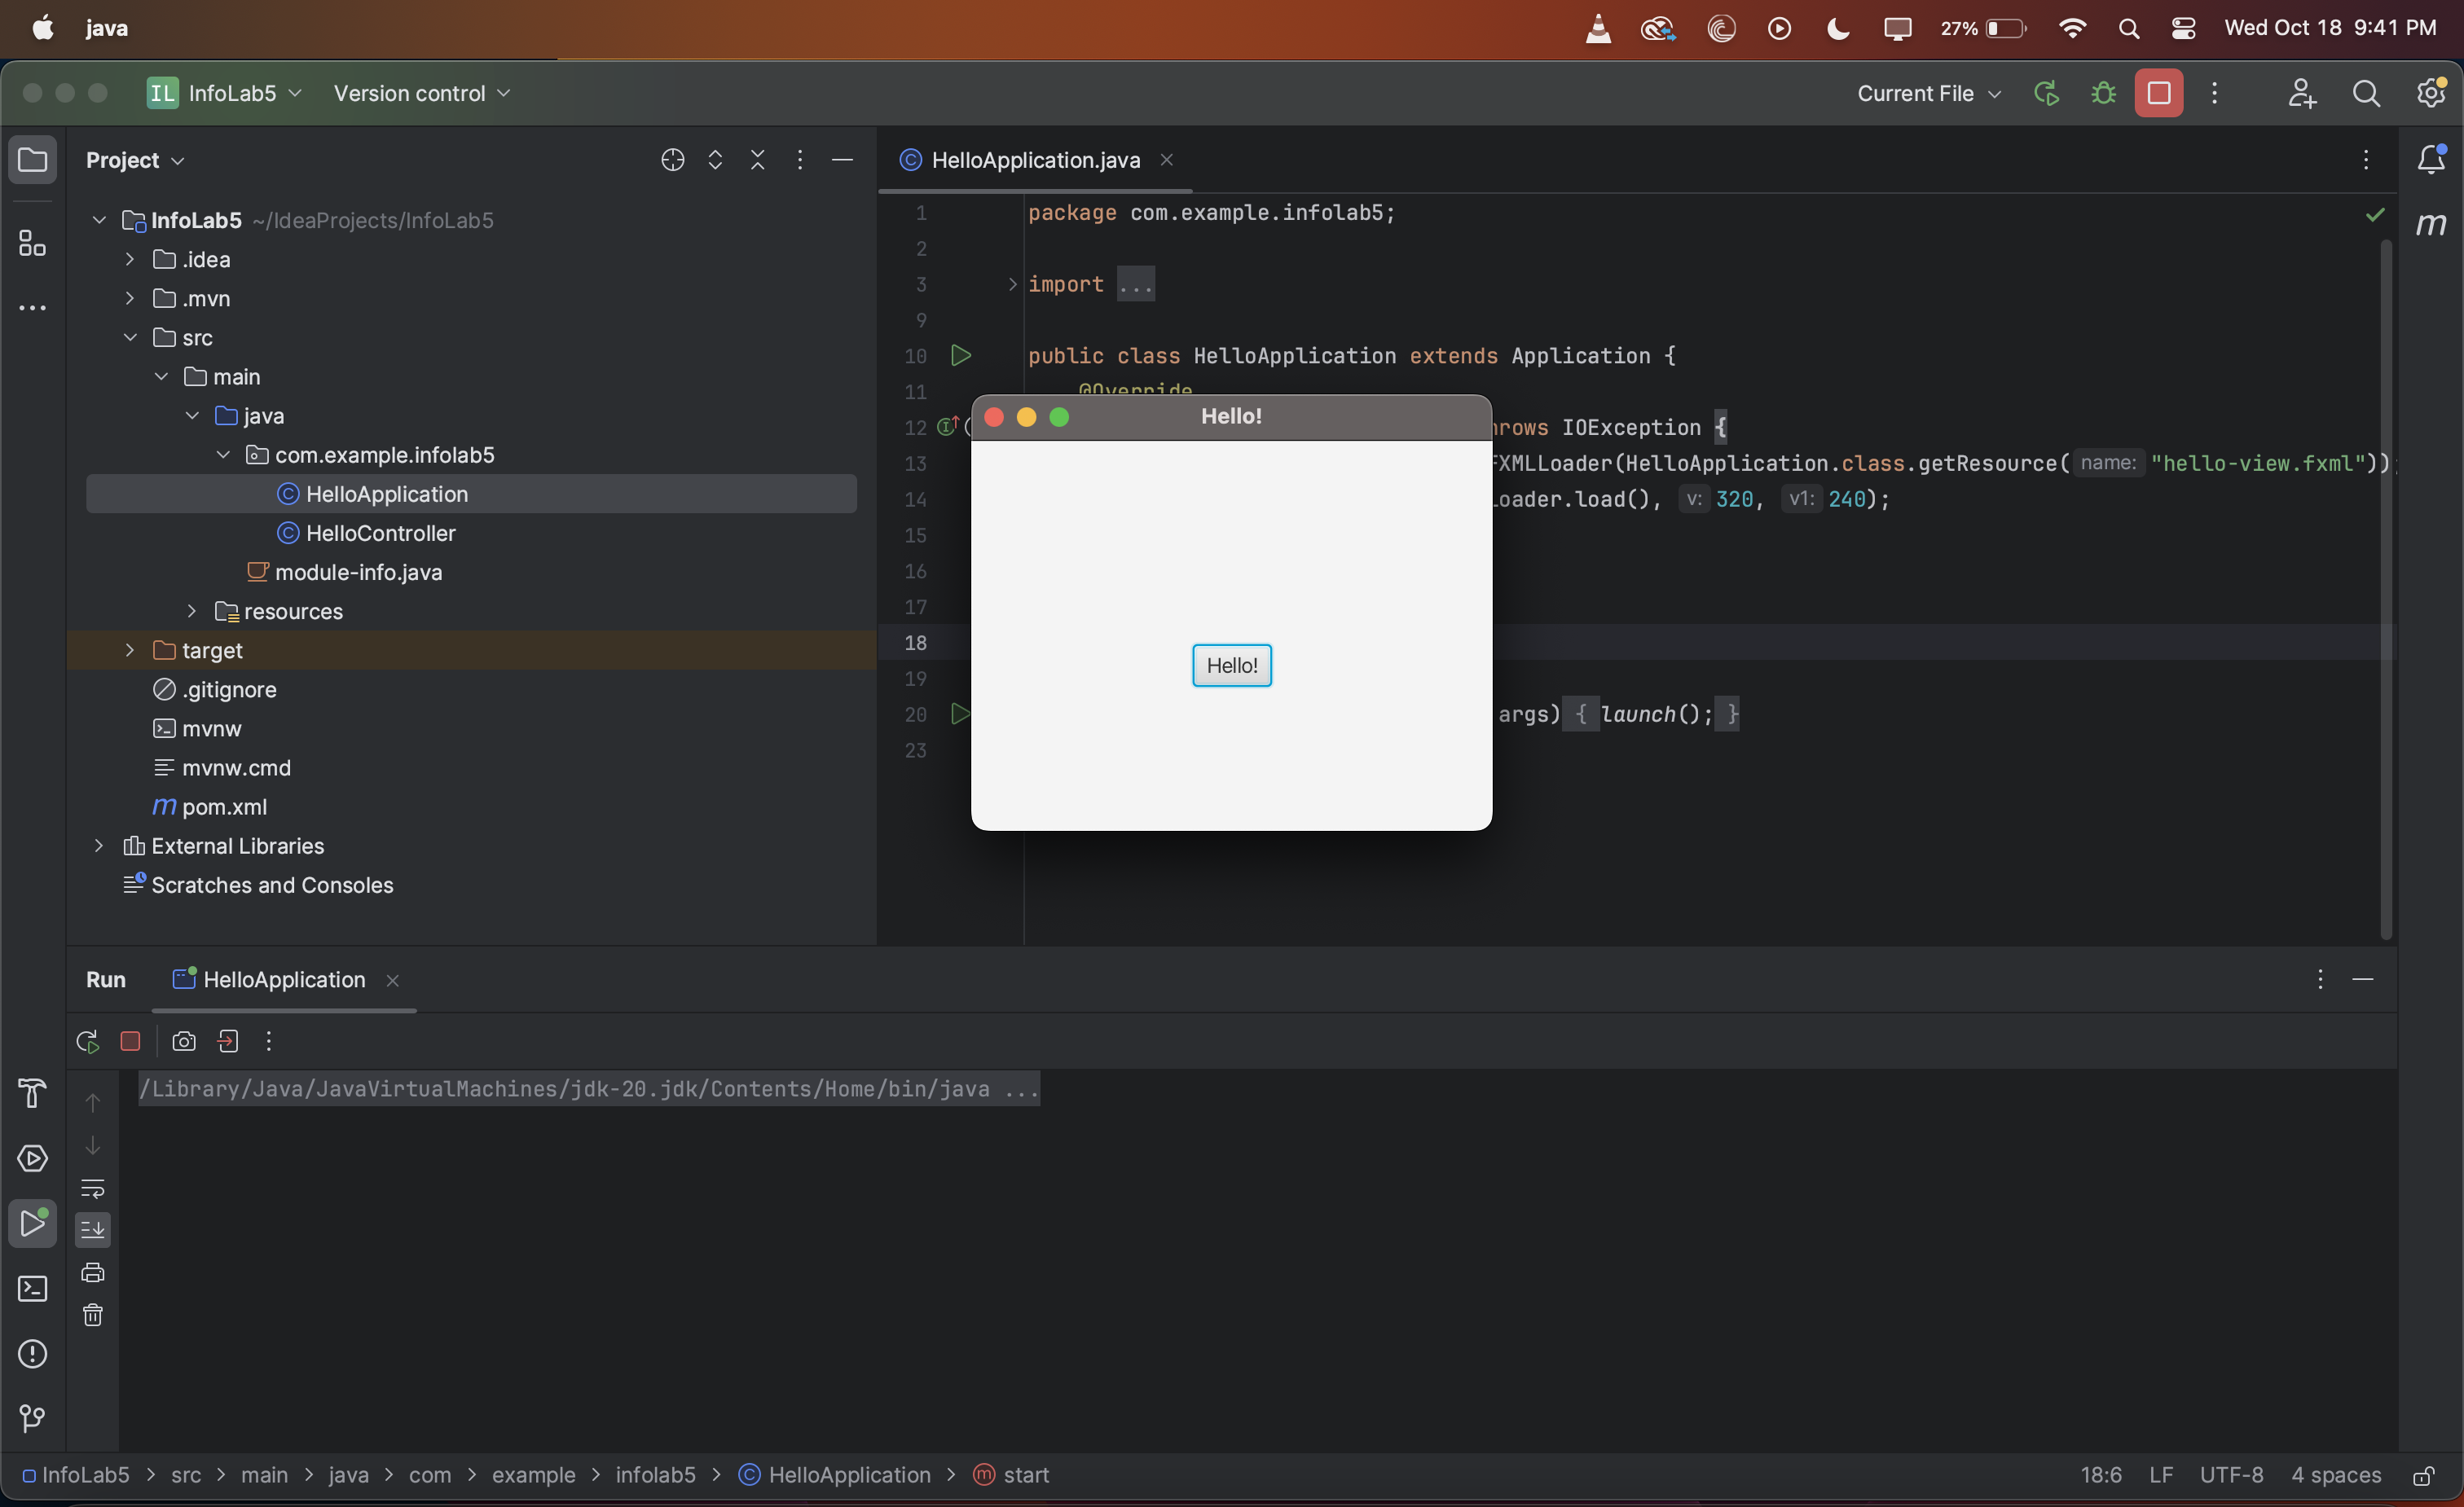 java
27%
Wed Oct 18 9:41 PM
IL InfoLab5
Version control
Current File
Project
InfoLab5 ~/IdeaProjects/InfoLab5
.idea
.mvn
src
main
java
com.example.infolab5
HelloApplication
HelloController
module-info.java
resources
target
.gitignore
mvnw
mvnw.cmd
m pom.xml
External Libraries
Scratches and Consoles
HelloApplication.java
1 package com.example.infolab5;
2
3 import ...
9
10 public class HelloApplication extends Application {
11 @Override
12 IOException {
13 FXMLLoader(HelloApplication.class.getResource( name: "hello-view.fxml"));
14 .load(), v: 320, v1: 240);
15
16
17
18
19
20 args) { launch(); }
23
m
Hello!
Hello!
Run
HelloApplication
/Library/Java/JavaVirtualMachines/jdk-20.jdk/Contents/Home/bin/java ...
InfoLab5 > src > main > java > com > example > infolab5 > HelloApplication > start
18:6 LF UTF-8 4 spaces